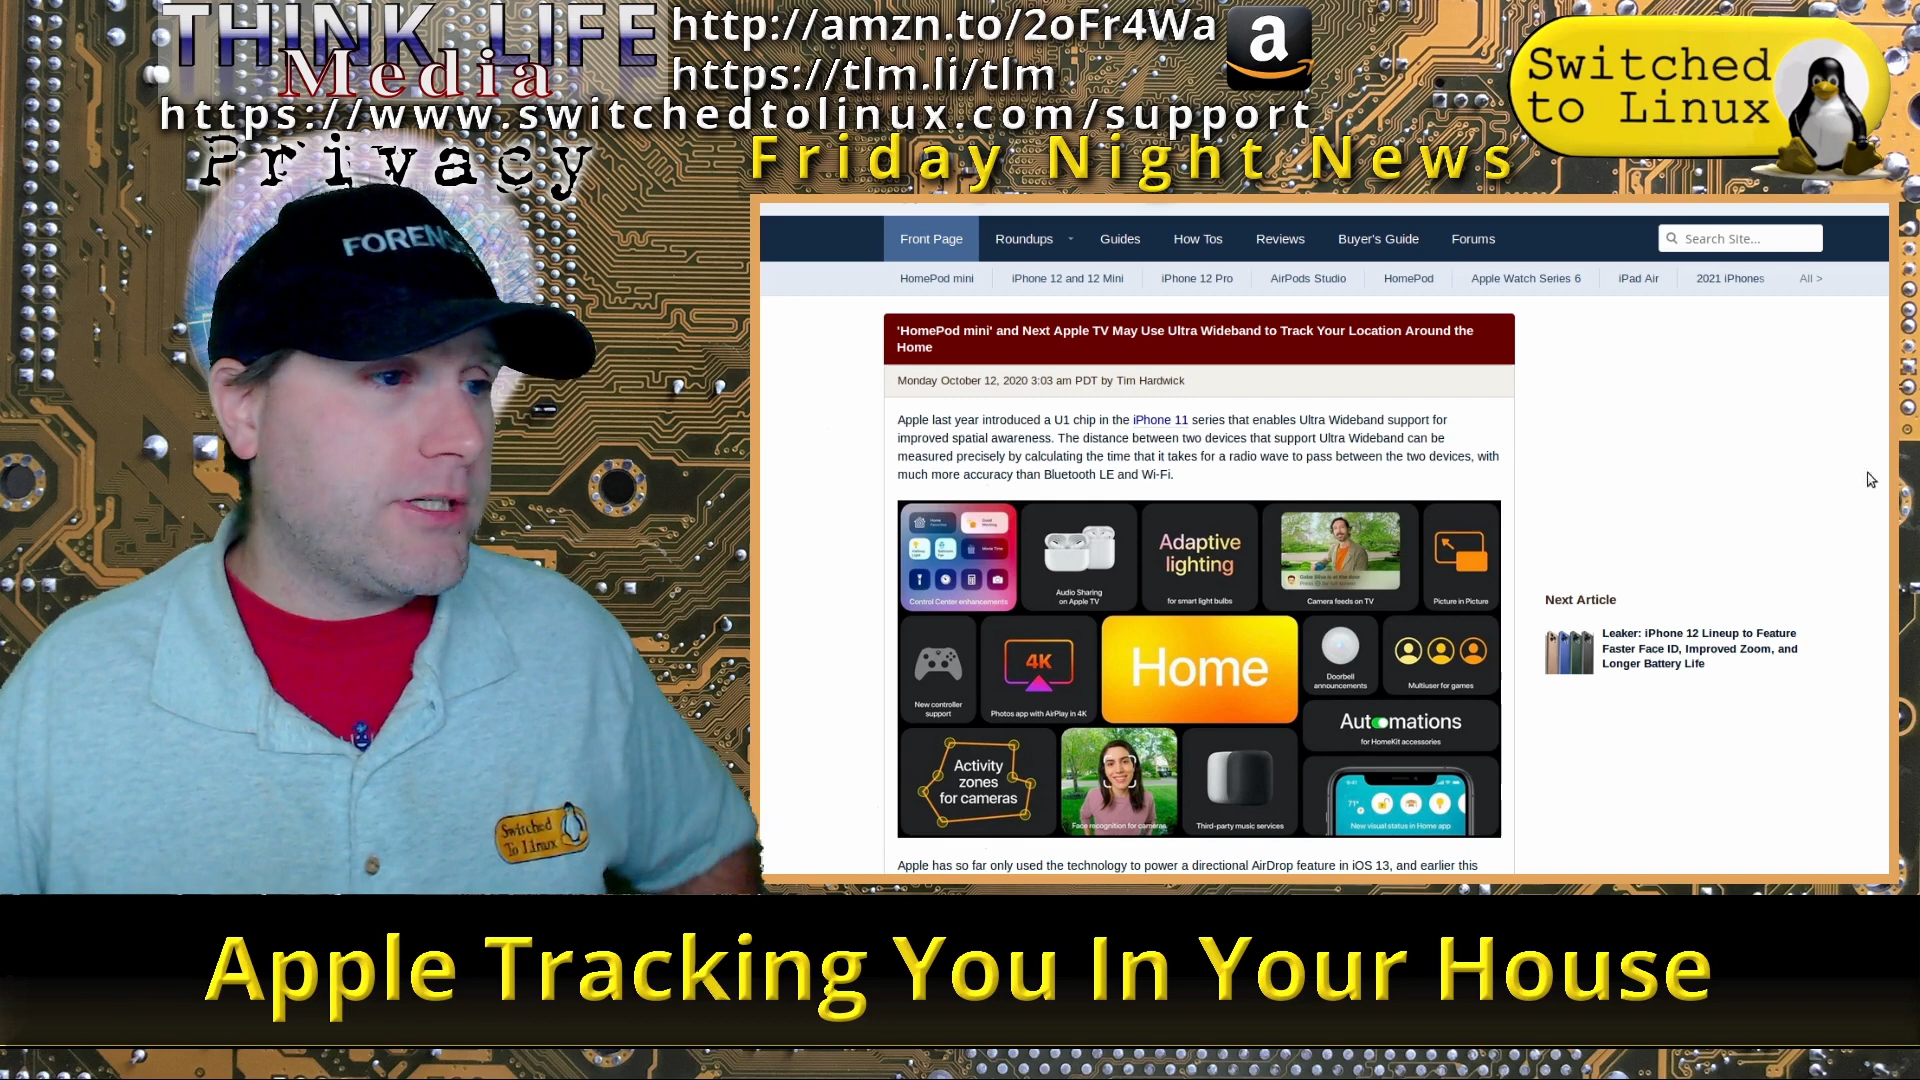 THINK LIFE
Media
http://amzn.to/2oFr4Wa
https://tlm.li/tlm
https://www.switchedtolinux.com/support
Privacy
Friday Night News
Switched
to Linux
FORENS
Switched
To Linux
Front Page Roundups Guides How Tos Reviews Buyer's Guide Forums Search Site...
HomePod mini iPhone 12 and 12 Mini iPhone 12 Pro AirPods Studio HomePod Apple Watch Series 6 iPad Air 2021 iPhones All >
'HomePod mini' and Next Apple TV May Use Ultra Wideband to Track Your Location Around the
Home
Monday October 12, 2020 3:03 am PDT by Tim Hardwick
Apple last year introduced a U1 chip in the iPhone 11 series that enables Ultra Wideband support for
improved spatial awareness. The distance between two devices that support Ultra Wideband can be
measured precisely by calculating the time that it takes for a radio wave to pass between the two devices, with
much more accuracy than Bluetooth LE and Wi-Fi.
Control Center enhancements
Audio Sharing
on Apple TV
Adaptive
lighting
for smart light bulbs
Camera feeds on TV
Picture in Picture
New controller
support
4K
Photos app with AirPlay in 4K
Home
Doorbell
announcements
Multiuser for games
Automations
for HomeKit accessories
Activity
zones
for cameras
Face recognition for cameras
Third-party music services
71°
New visual status in Home app
Apple has so far only used the technology to power a directional AirDrop feature in iOS 13, and earlier this
Next Article
Leaker: iPhone 12 Lineup to Feature
Faster Face ID, Improved Zoom, and
Longer Battery Life
Apple Tracking You In Your House